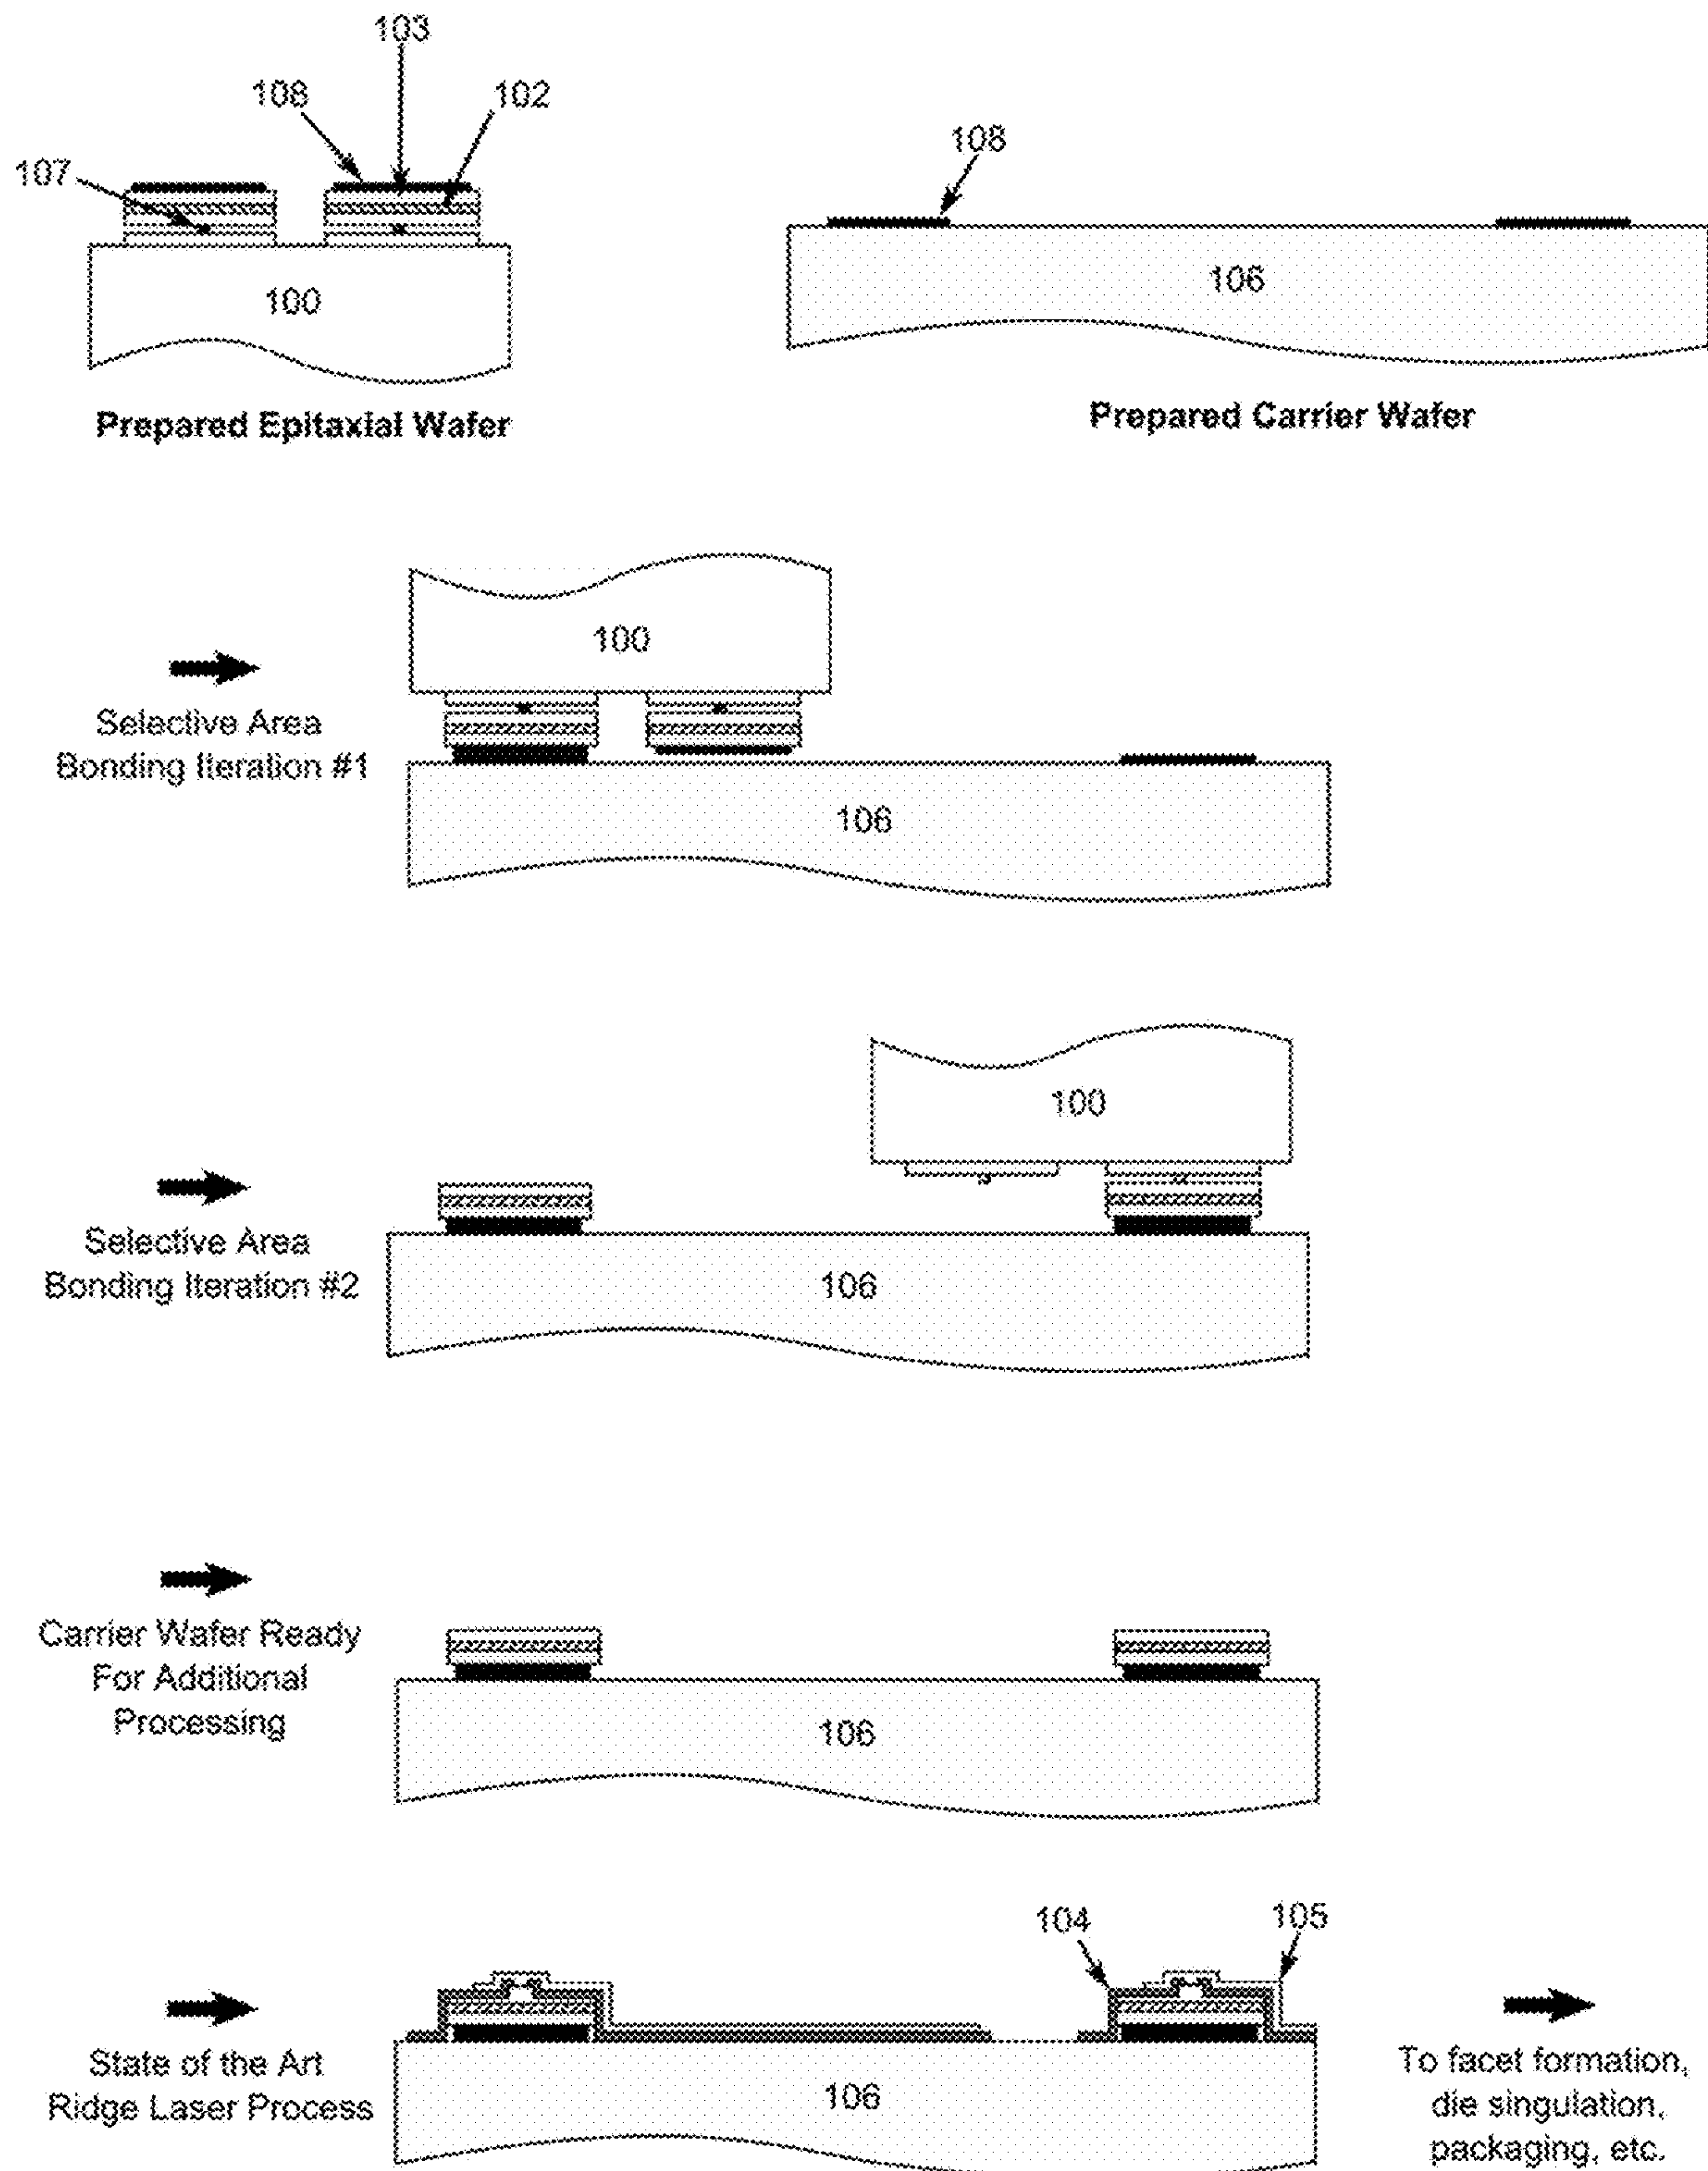 103
108
102
107
108
100
106
Prepared Epitaxial Wafer
Prepared Carrier Wafer
100
Selective Area
Bonding Iteration #1
106
100
Selective Area
Bonding Iteration #2
106
Carrier Wafer Ready
For Additional
Processing
106
104
105
State of the Art
Ridge Laser Process
106
To facet formation,
die singulation,
packaging, etc.